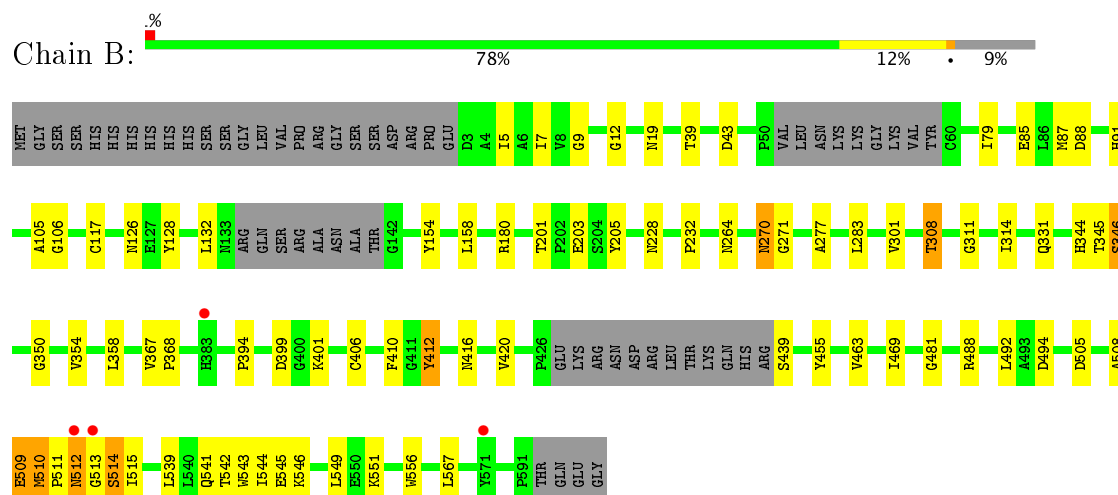 .%
Chain B:
78% 12% • 9%
MET GLY SER SER HIS HIS HIS HIS HIS HIS SER SER GLY LEU VAL PRO ARG GLY SER SER ASP ARG PRO GLU D3 A4 I5 A6 I7 V8 G9 G12 N19 T39 D43 P50 VAL LEU ASN LYS LYS GLY LYS VAL TYR C60 I79 E85 L86 M87 D88 H91
A105 G106 C117 N126 E127 Y128 L132 N133 ARG GLN SER ARG ALA ASN ALA THR G142 Y154 L158 R180 T201 P202 E203 S204 Y205 N228 P232 N264 N270 G271 A277 L283 V301 T308 G311 I314 Q331 H344 T345 S346
G350 V354 L358 V367 P368 H383 P394 D399 G400 K401 C406 F410 G411 Y412 N416 V420 P426 GLU LYS ARG ASN ASP ARG LEU THR LYS GLN HIS ARG S439 Y455 V463 I469 G481 R488 L492 A493 D494 D505 A508
E509 M510 P511 N512 G513 S514 I515 L539 L540 Q541 T542 W543 I544 E545 K546 L549 E550 K551 W556 L567 Y571 P591 THR GLN GLU GLY